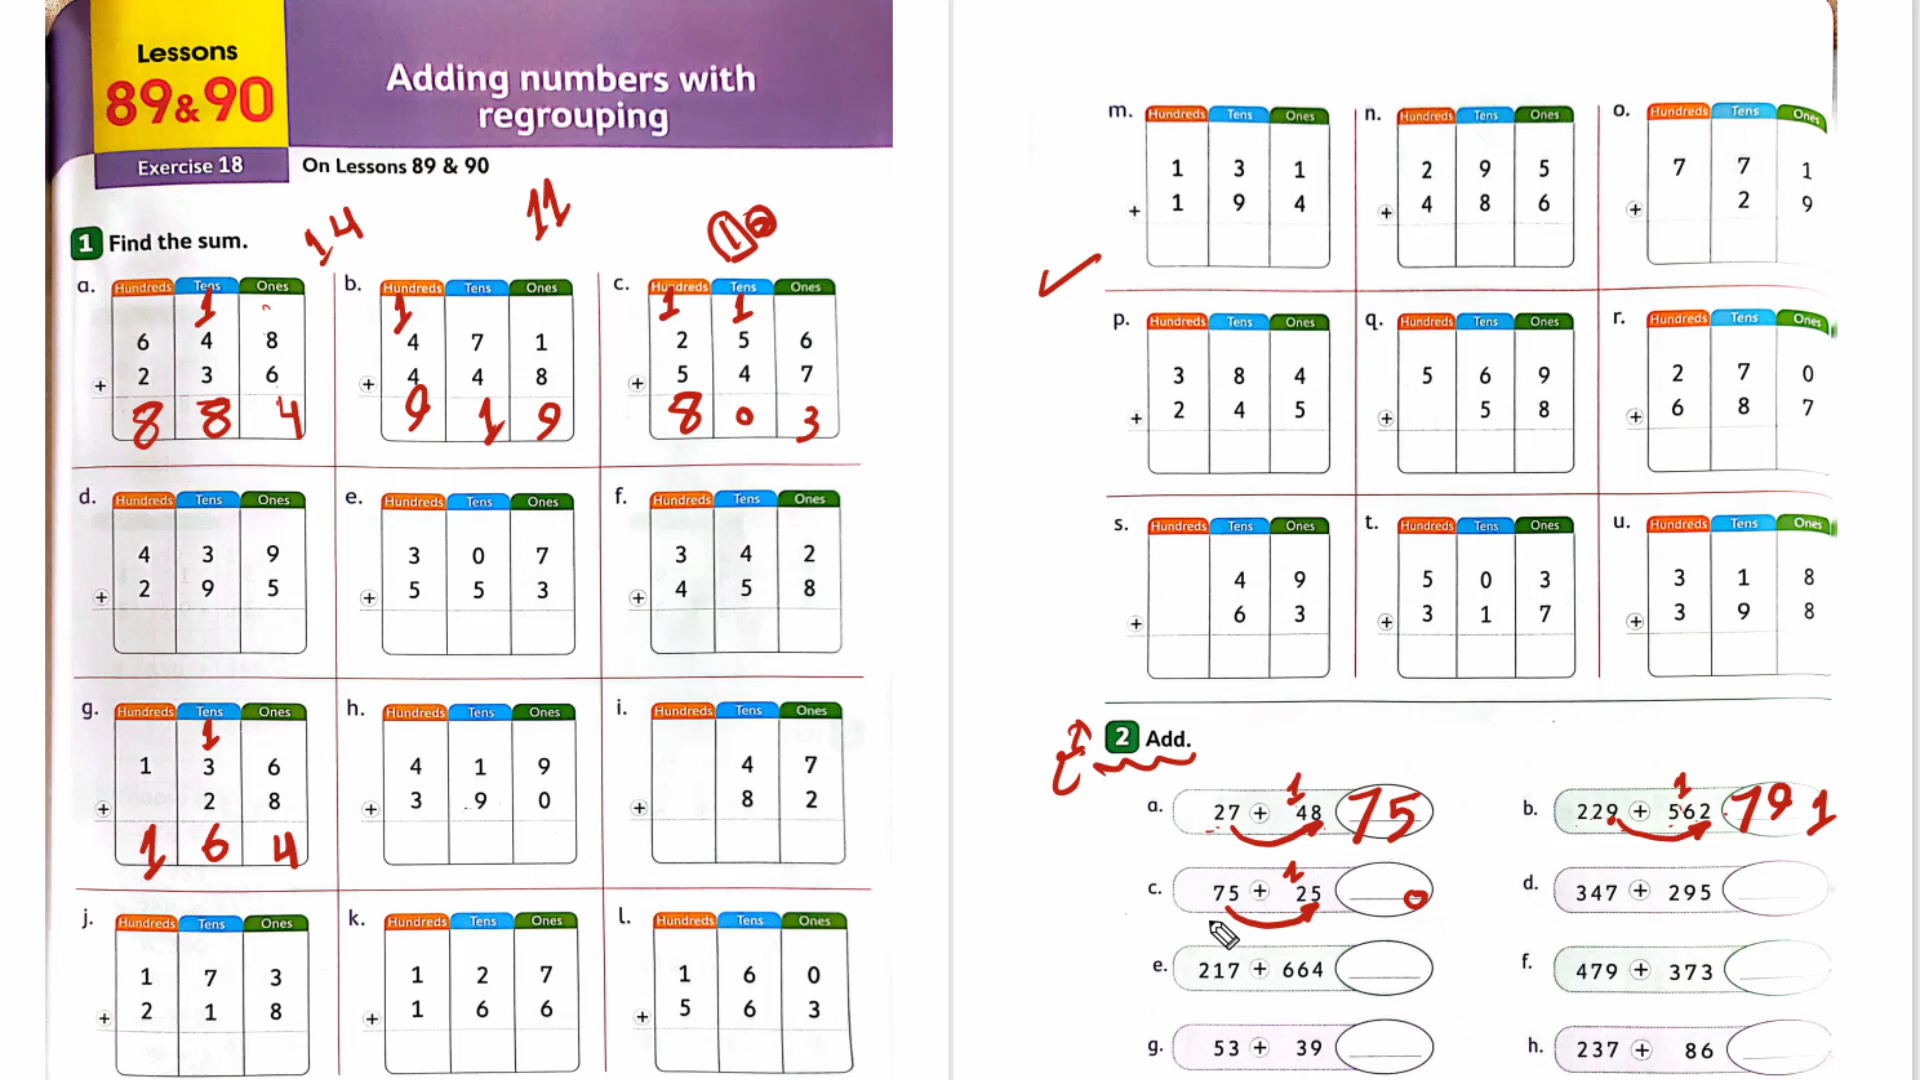 Lessons
89&90
Adding numbers with
regrouping
Exercise 18
On Lessons 89 & 90
1 Find the sum.
14
11
10
a. Hundreds Tens Ones
1
6 4 8
+ 2 3 6
8 8 4
b. Hundreds Tens Ones
1
4 7 1
+ 4 4 8
9 1 9
c. Hundreds Tens Ones
1 1
2 5 6
+ 5 4 7
8 0 3
d. Hundreds Tens Ones
4 3 9
+ 2 9 5
e. Hundreds Tens Ones
3 0 7
+ 5 5 3
f. Hundreds Tens Ones
3 4 2
+ 4 5 8
g. Hundreds Tens Ones
1
1 3 6
+ 2 8
1 6 4
h. Hundreds Tens Ones
4 1 9
+ 3 9 0
i. Hundreds Tens Ones
4 7
+ 8 2
j. Hundreds Tens Ones
1 7 3
+ 2 1 8
k. Hundreds Tens Ones
1 2 7
+ 1 6 6
l. Hundreds Tens Ones
1 6 0
+ 5 6 3
m. Hundreds Tens Ones
1 3 1
+ 1 9 4
n. Hundreds Tens Ones
2 9 5
+ 4 8 6
o. Hundreds Tens Ones
7 7 1
+ 2 9
p. Hundreds Tens Ones
3 8 4
+ 2 4 5
q. Hundreds Tens Ones
5 6 9
+ 5 8
r. Hundreds Tens Ones
2 7 0
+ 6 8 7
s. Hundreds Tens Ones
4 9
+ 6 3
t. Hundreds Tens Ones
5 0 3
+ 3 1 7
u. Hundreds Tens Ones
3 1 8
+ 3 9 8
2 Add.
1
a. 27 + 48 75
1
b. 229 + 562 791
c. 75 + 25 0
d. 347 + 295
e. 217 + 664
f. 479 + 373
g. 53 + 39
h. 237 + 86